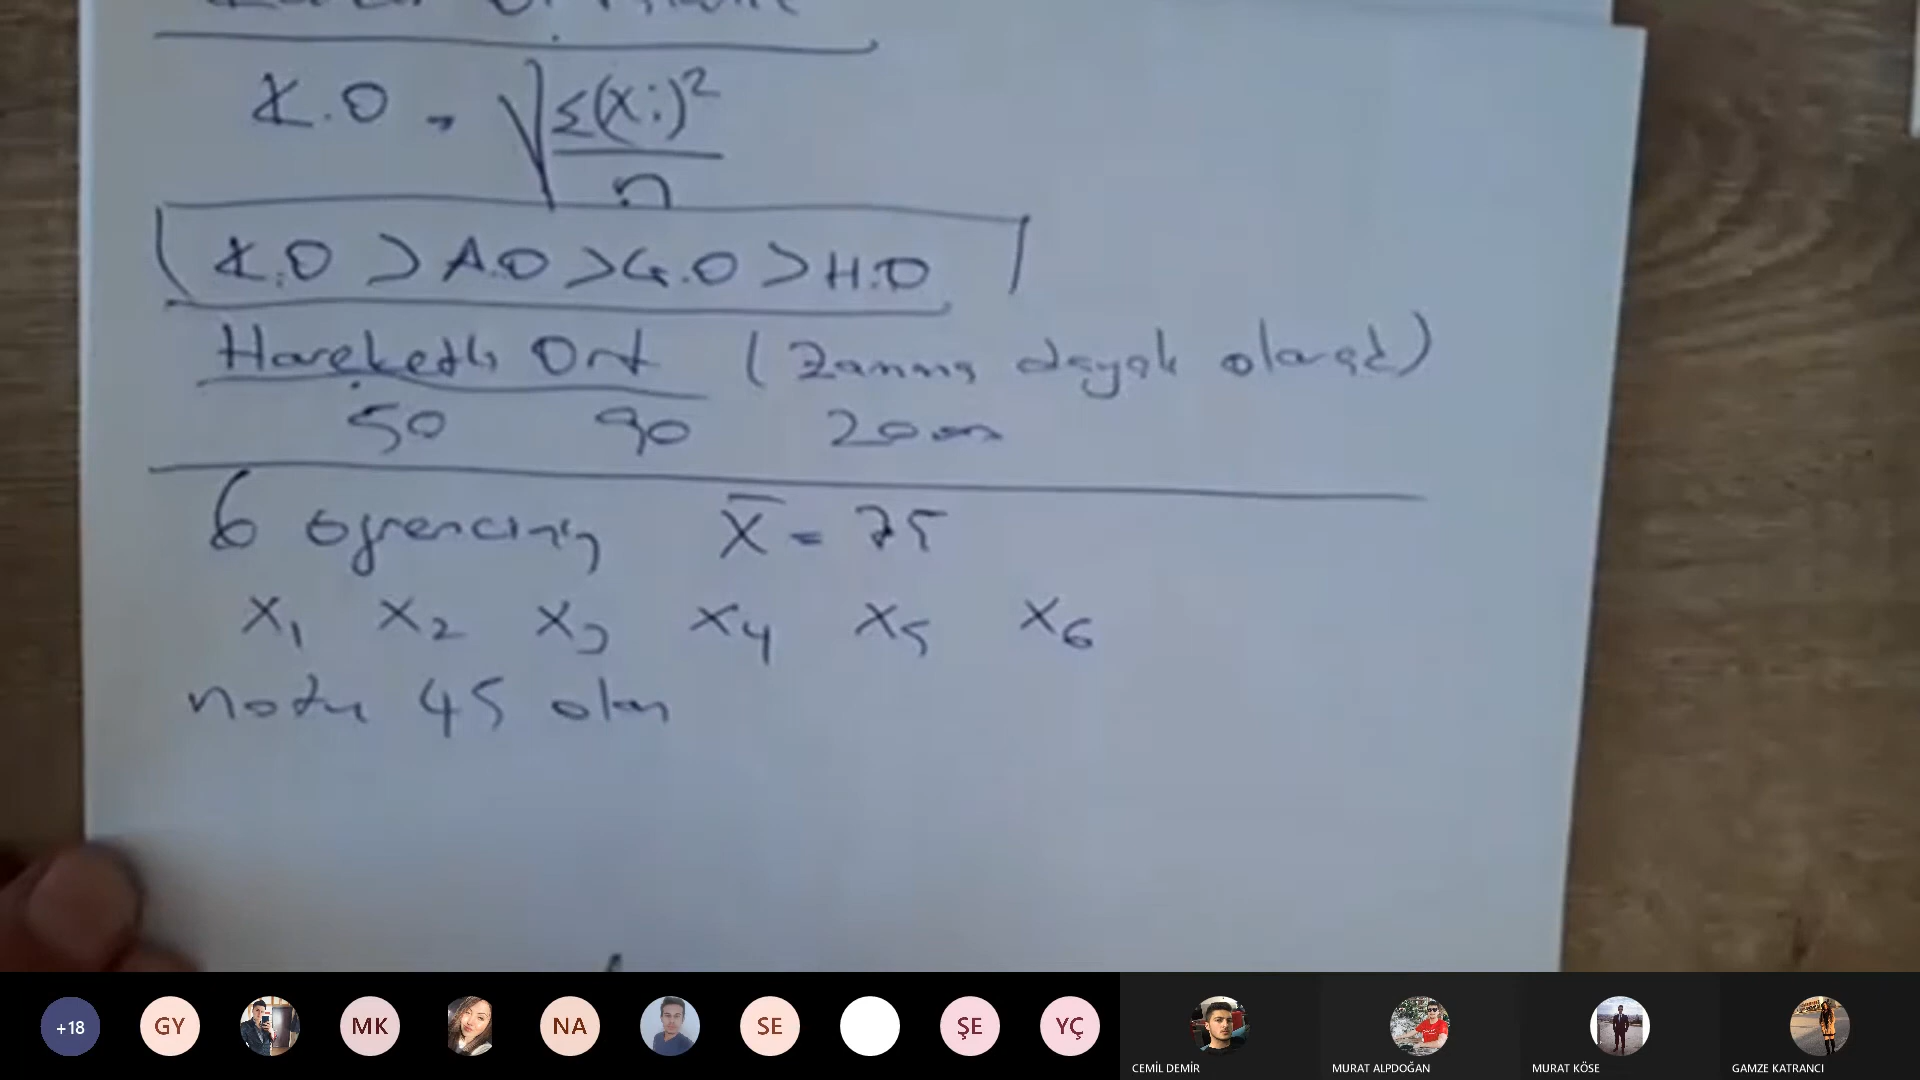 K.O = √Σ(xi)²/n
K.O > A.O > G.O > H.O
Hareketli Ort (Zamana dayalı olarak)
50 90 200
6 öğrencinin X̄ = 75
X1 X2 X3 X4 X5 X6
notu 45 olan
+18 GY MK NA SE ŞE YÇ
CEMİL DEMİR MURAT ALPDOĞAN MURAT KÖSE GAMZE KATRANCI